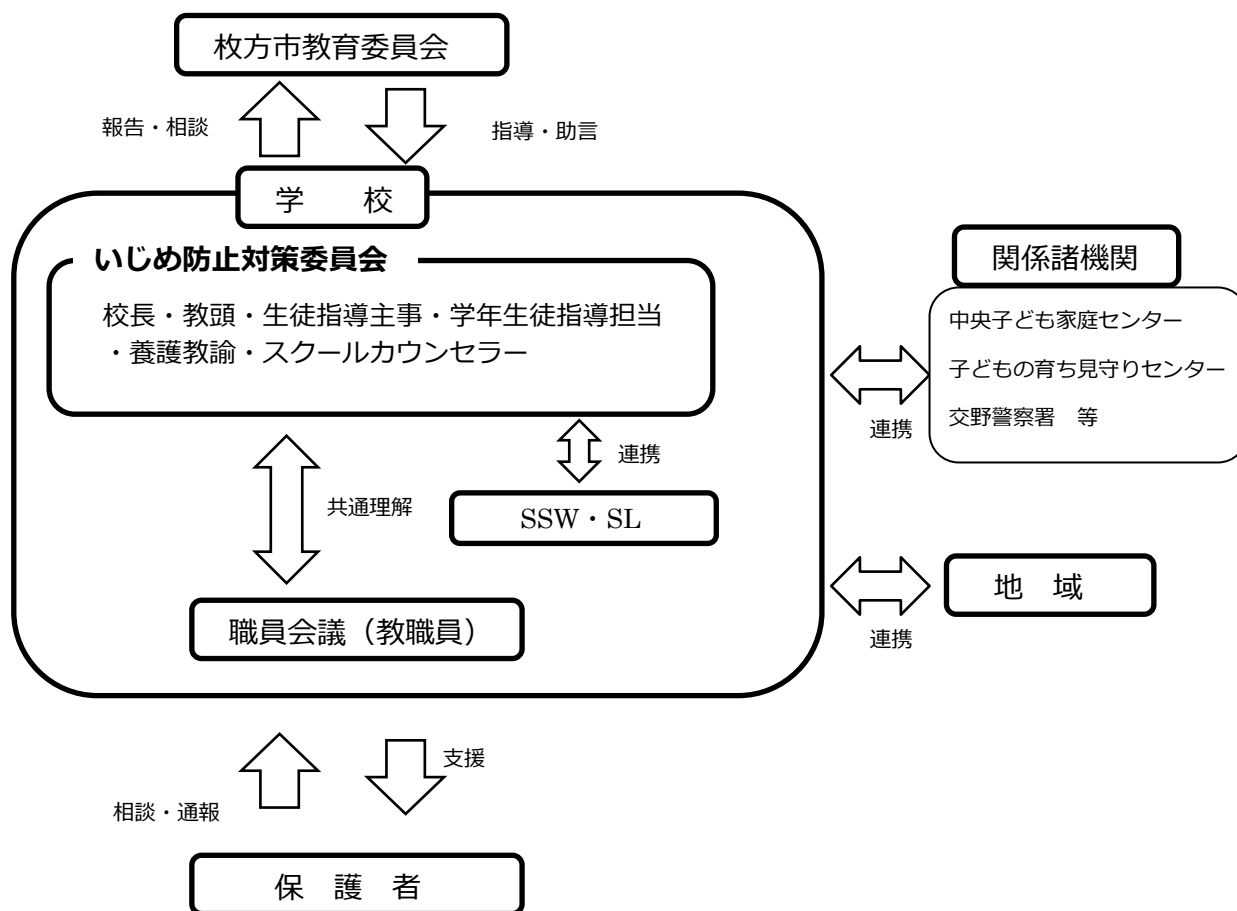 枚方市教育委員会
報告・相談
指導・助言
学　校
いじめ防止対策委員会
校長・教頭・生徒指導主事・学年生徒指導担当
・養護教諭・スクールカウンセラー
関係諸機関
中央子ども家庭センター
子どもの育ち見守りセンター
交野警察署　等
連携
連携
共通理解
SSW・SL
地　域
連携
職員会議（教職員）
支援
相談・通報
保　護　者